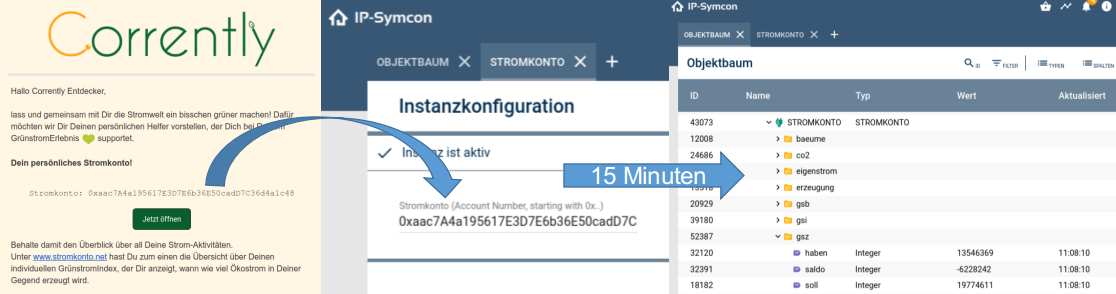 Corrently
Hallo Corrently Entdecker,
lass und gemeinsam mit Dir die Stromwelt ein bisschen grüner machen! Dafür
möchten wir Dir Deinen persönlichen Helfer vorstellen, der Dich bei
GrünstromErlebnis 💚 supportet.
Dein persönliches Stromkonto!
Stromkonto: 0xaac7A4a195617E3D7E6b36E50cadD7C36d4a1c48
Jetzt öffnen
Behalte damit den Überblick über all Deine Strom-Aktivitäten.
Unter www.stromkonto.net hast Du zum einen die Übersicht über Deinen
individuellen GrünstromIndex, der Dir anzeigt, wann wie viel Ökostrom in Deiner
Gegend erzeugt wird.
IP-Symcon
OBJEKTBAUM STROMKONTO
Instanzkonfiguration
Instanz ist aktiv
Stromkonto (Account Number, starting with 0x..)
0xaac7A4a195617E3D7E6b36E50cadD7C
15 Minuten
IP-Symcon
OBJEKTBAUM STROMKONTO
Objektbaum ID FILTER TYPEN SPALTEN
ID Name Typ Wert Aktualisiert
43073 STROMKONTO STROMKONTO
12008 baeume
24686 co2
eigenstrom
erzeugung
20929 gsb
39180 gsi
52387 gsz
32120 haben Integer 13546369 11:08:10
32391 saldo Integer -6228242 11:08:10
18182 soll Integer 19774611 11:08:10